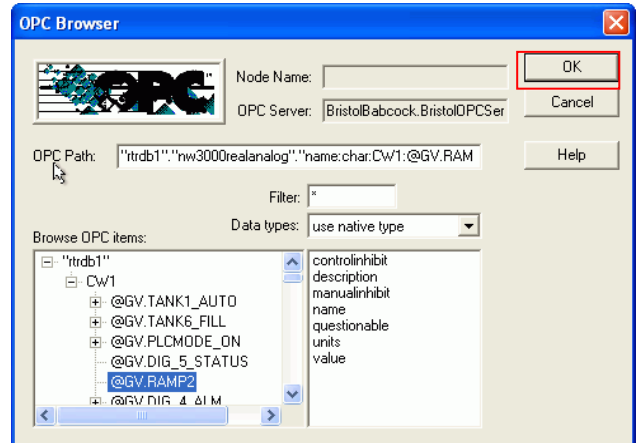 OPC Browser
OPC
Node Name:
OPC Server: BristolBabcock.BristolOPCSer
OK
Cancel
Help
OPC Path: "rtrdb1"."nw3000realanalog"."name:char:CW1:@GV.RAM
Filter: *
Data types: use native type
Browse OPC items:
"rtrdb1"
CW1
@GV.TANK1_AUTO
@GV.TANK6_FILL
@GV.PLCMODE_ON
@GV.DIG_5_STATUS
@GV.RAMP2
@GV.DIG_4_ALM
controlinhibit
description
manualinhibit
name
questionable
units
value